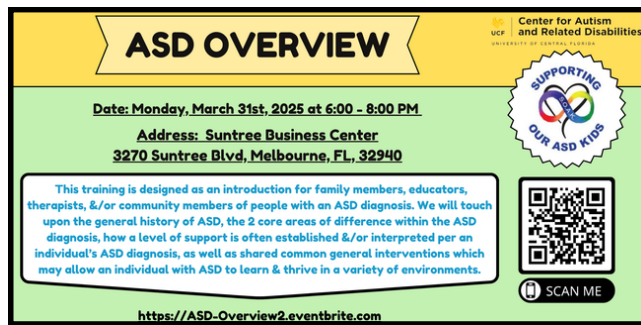 ASD OVERVIEW
UCF
Center for Autism
and Related Disabilities
UNIVERSITY OF CENTRAL FLORIDA
Date: Monday, March 31st, 2025 at 6:00 - 8:00 PM
Address: Suntree Business Center
3270 Suntree Blvd, Melbourne, FL, 32940
SUPPORTING
OUR ASD KIDS
This training is designed as an introduction for family members, educators,
therapists, &/or community members of people with an ASD diagnosis. We will touch
upon the general history of ASD, the 2 core areas of difference within the ASD
diagnosis, how a level of support is often established &/or interpreted per an
individual's ASD diagnosis, as well as shared common general interventions which
may allow an individual with ASD to learn & thrive in a variety of environments.
SCAN ME
https://ASD-Overview2.eventbrite.com